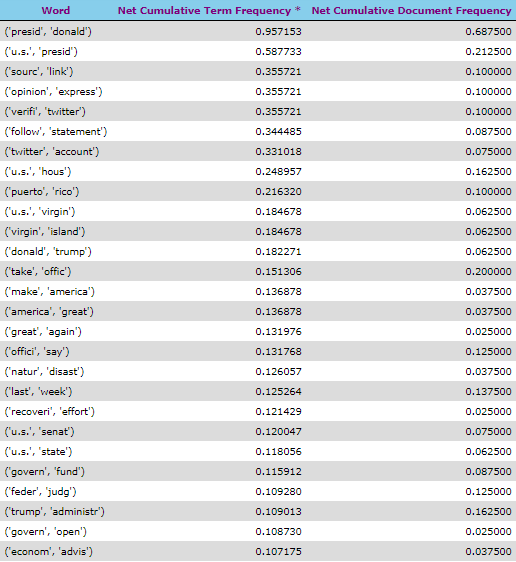 Word Net Cumulative Term Frequency * Net Cumulative Document Frequency
('presid', 'donald') 0.957153 0.687500
('u.s.', 'presid') 0.587733 0.212500
('sourc', 'link') 0.355721 0.100000
('opinion', 'express') 0.355721 0.100000
('verifi', 'twitter') 0.355721 0.100000
('follow', 'statement') 0.344485 0.087500
('twitter', 'account') 0.331018 0.075000
('u.s.', 'hous') 0.248957 0.162500
('puerto', 'rico') 0.216320 0.100000
('u.s.', 'virgin') 0.184678 0.062500
('virgin', 'island') 0.184678 0.062500
('donald', 'trump') 0.182271 0.062500
('take', 'offic') 0.151306 0.200000
('make', 'america') 0.136878 0.037500
('america', 'great') 0.136878 0.037500
('great', 'again') 0.131976 0.025000
('offici', 'say') 0.131768 0.125000
('natur', 'disast') 0.126057 0.037500
('last', 'week') 0.125264 0.137500
('recoveri', 'effort') 0.121429 0.025000
('u.s.', 'senat') 0.120047 0.075000
('u.s.', 'state') 0.118056 0.062500
('govern', 'fund') 0.115912 0.087500
('feder', 'judg') 0.109280 0.125000
('trump', 'administr') 0.109013 0.162500
('govern', 'open') 0.108730 0.025000
('econom', 'advis') 0.107175 0.037500